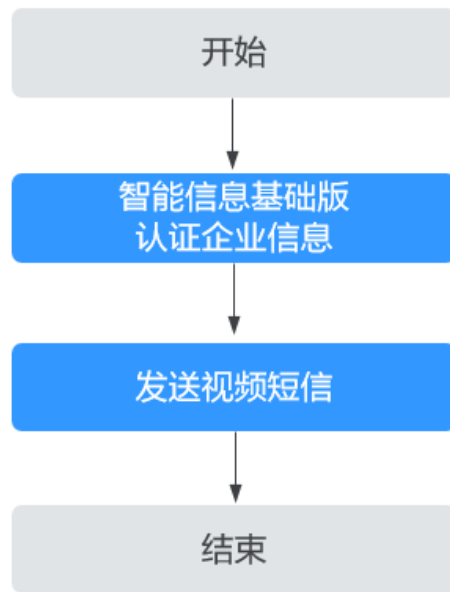 开始
智能信息基础版
认证企业信息
发送视频短信
结束